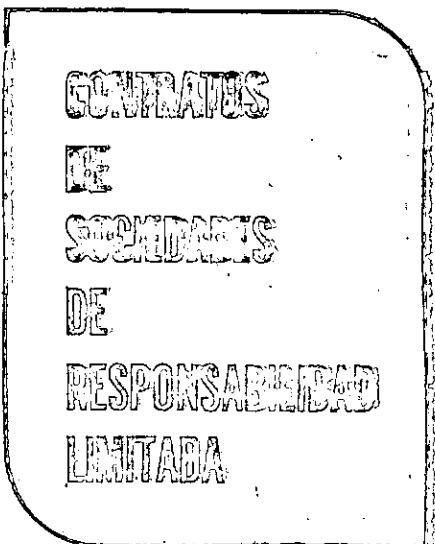 CONTRATOS
DE
SOCIEDADES
DE
RESPONSABILIDAD
LIMITADA